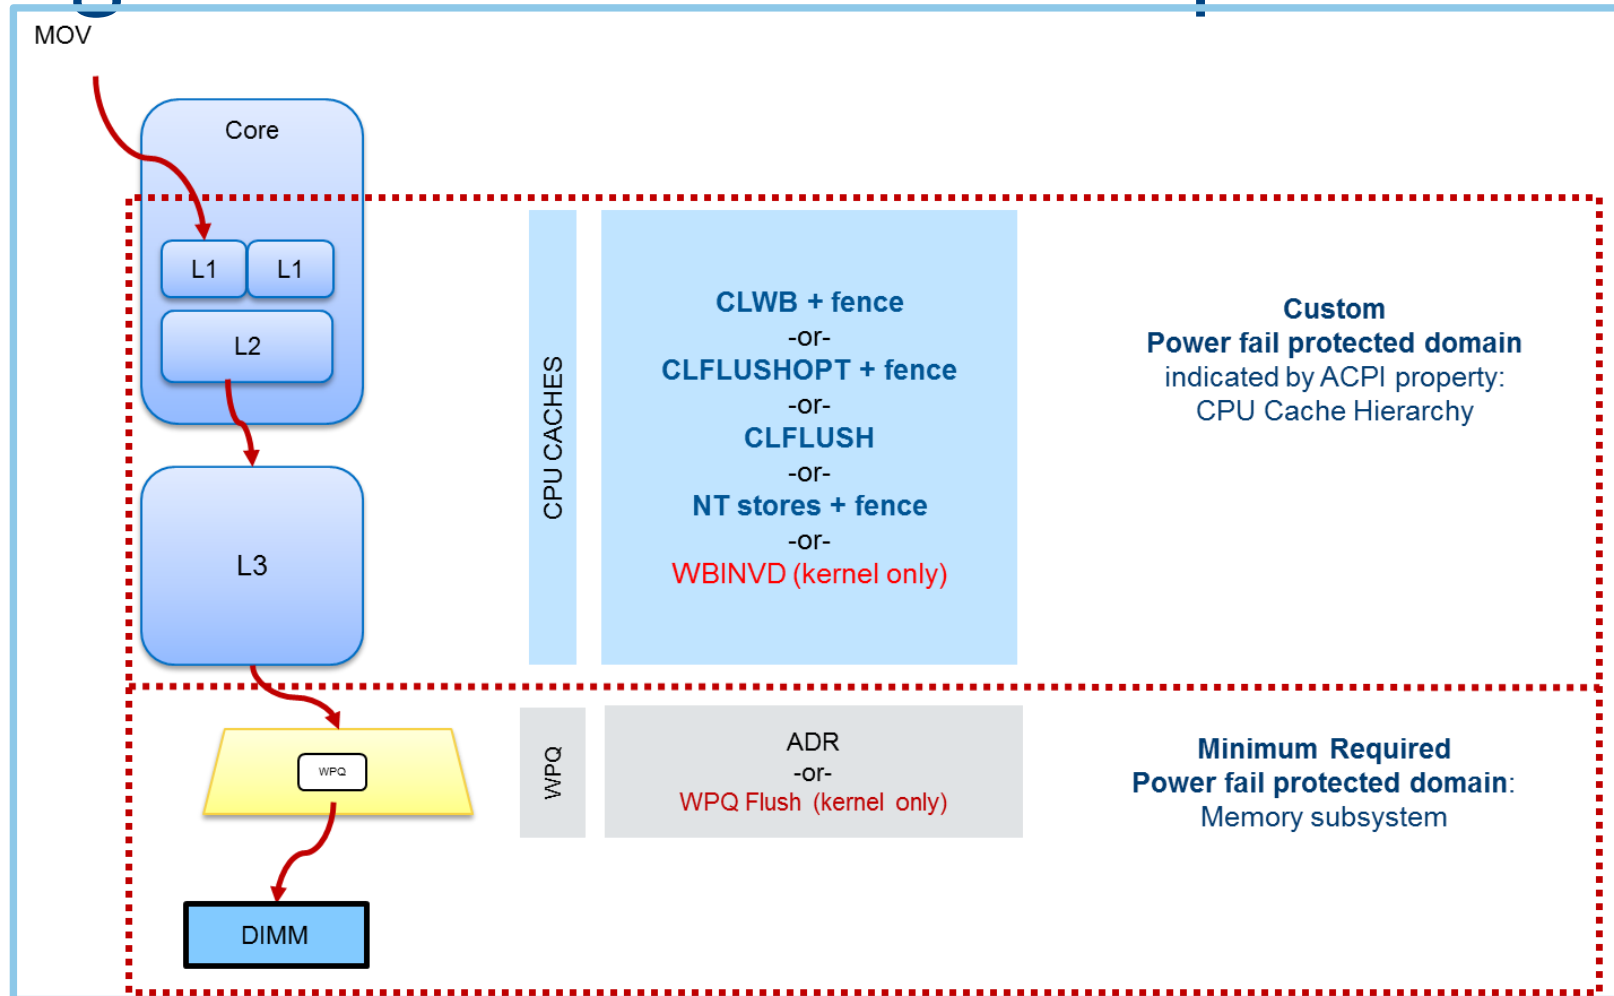 MOV
Core
L1
L1
L2
L3
CPU CACHES
CLWB + fence
-or-
CLFLUSHOPT + fence
-or-
CLFLUSH
-or-
NT stores + fence
-or-
WBINVD (kernel only)
Custom
Power fail protected domain
indicated by ACPI property:
CPU Cache Hierarchy
WPQ
WPQ
ADR
-or-
WPQ Flush (kernel only)
Minimum Required
Power fail protected domain:
Memory subsystem
DIMM